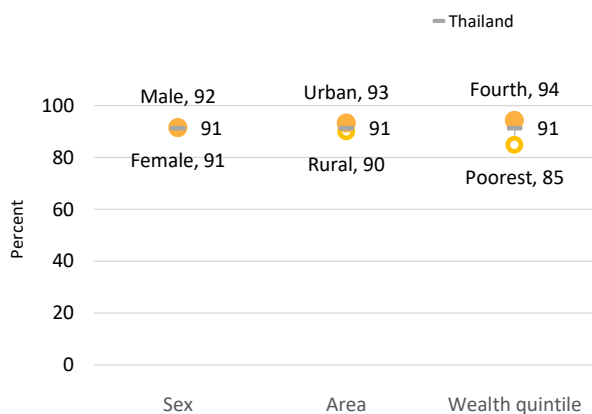 Thailand
Male, 92 Urban, 93 Fourth, 94
100
91 91 91
Female, 91 Rural, 90 Poorest, 85
80
60
40
20
0
Percent
Sex Area Wealth quintile